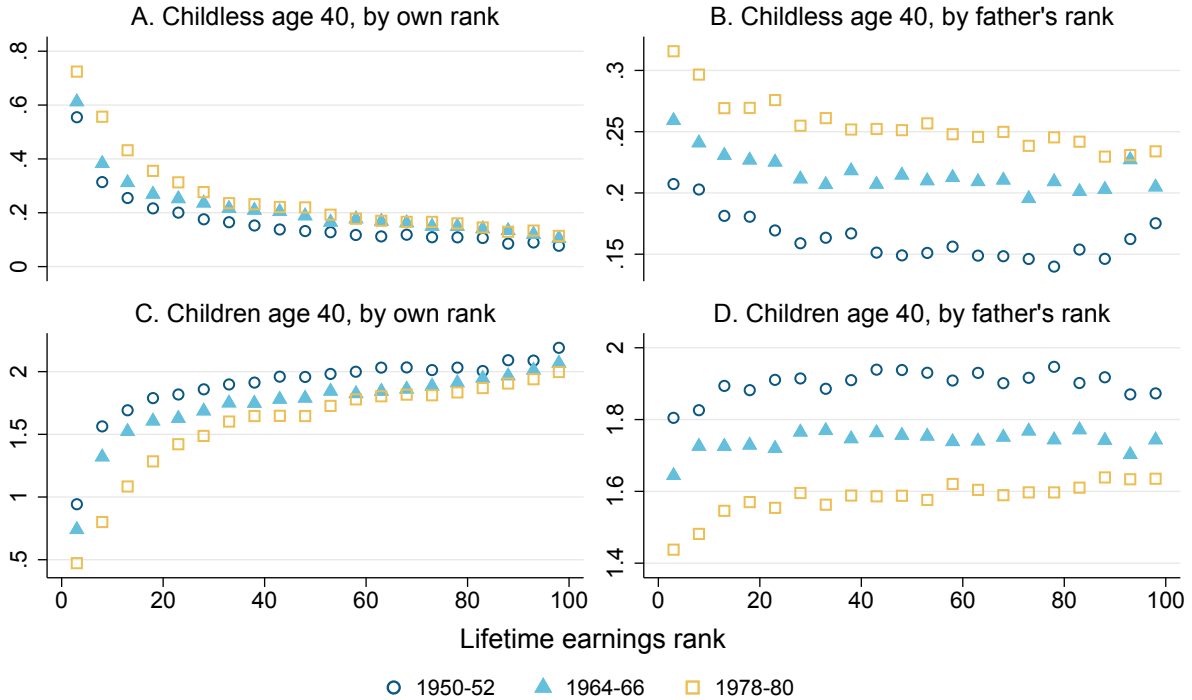 A. Childless age 40, by own rank
.8
.6
.4
.2
0
B. Childless age 40, by father's rank
.3
.25
.2
.15
C. Children age 40, by own rank
2
1.5
1
.5
0 20 40 60 80 100
D. Children age 40, by father's rank
2
1.8
1.6
1.4
0 20 40 60 80 100
Lifetime earnings rank
1950-52 1964-66 1978-80